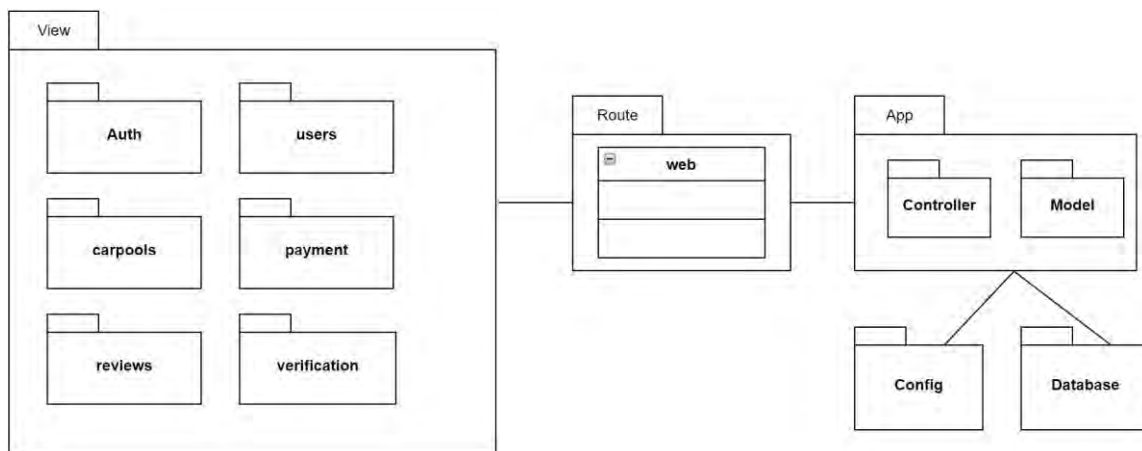 View
Auth
users
carpools
payment
reviews
verification
Route
web
App
Controller
Model
Config
Database